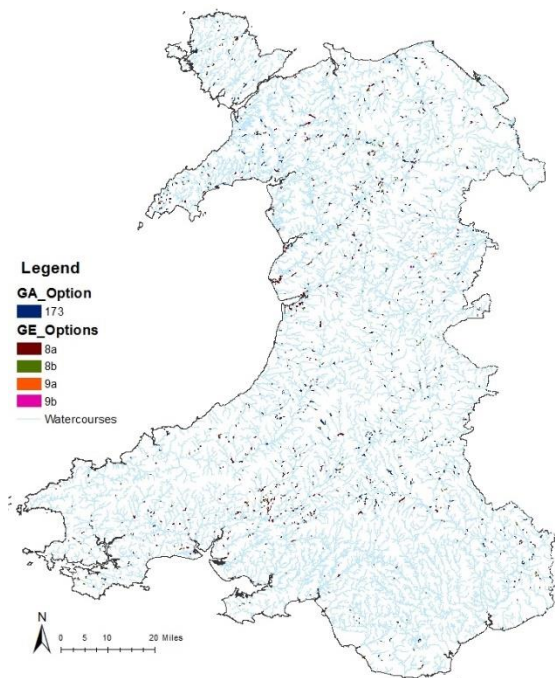 Legend
GA_Option
173
GE_Options
8a
8b
9a
9b
Watercourses
N
0 5 10 20 Miles